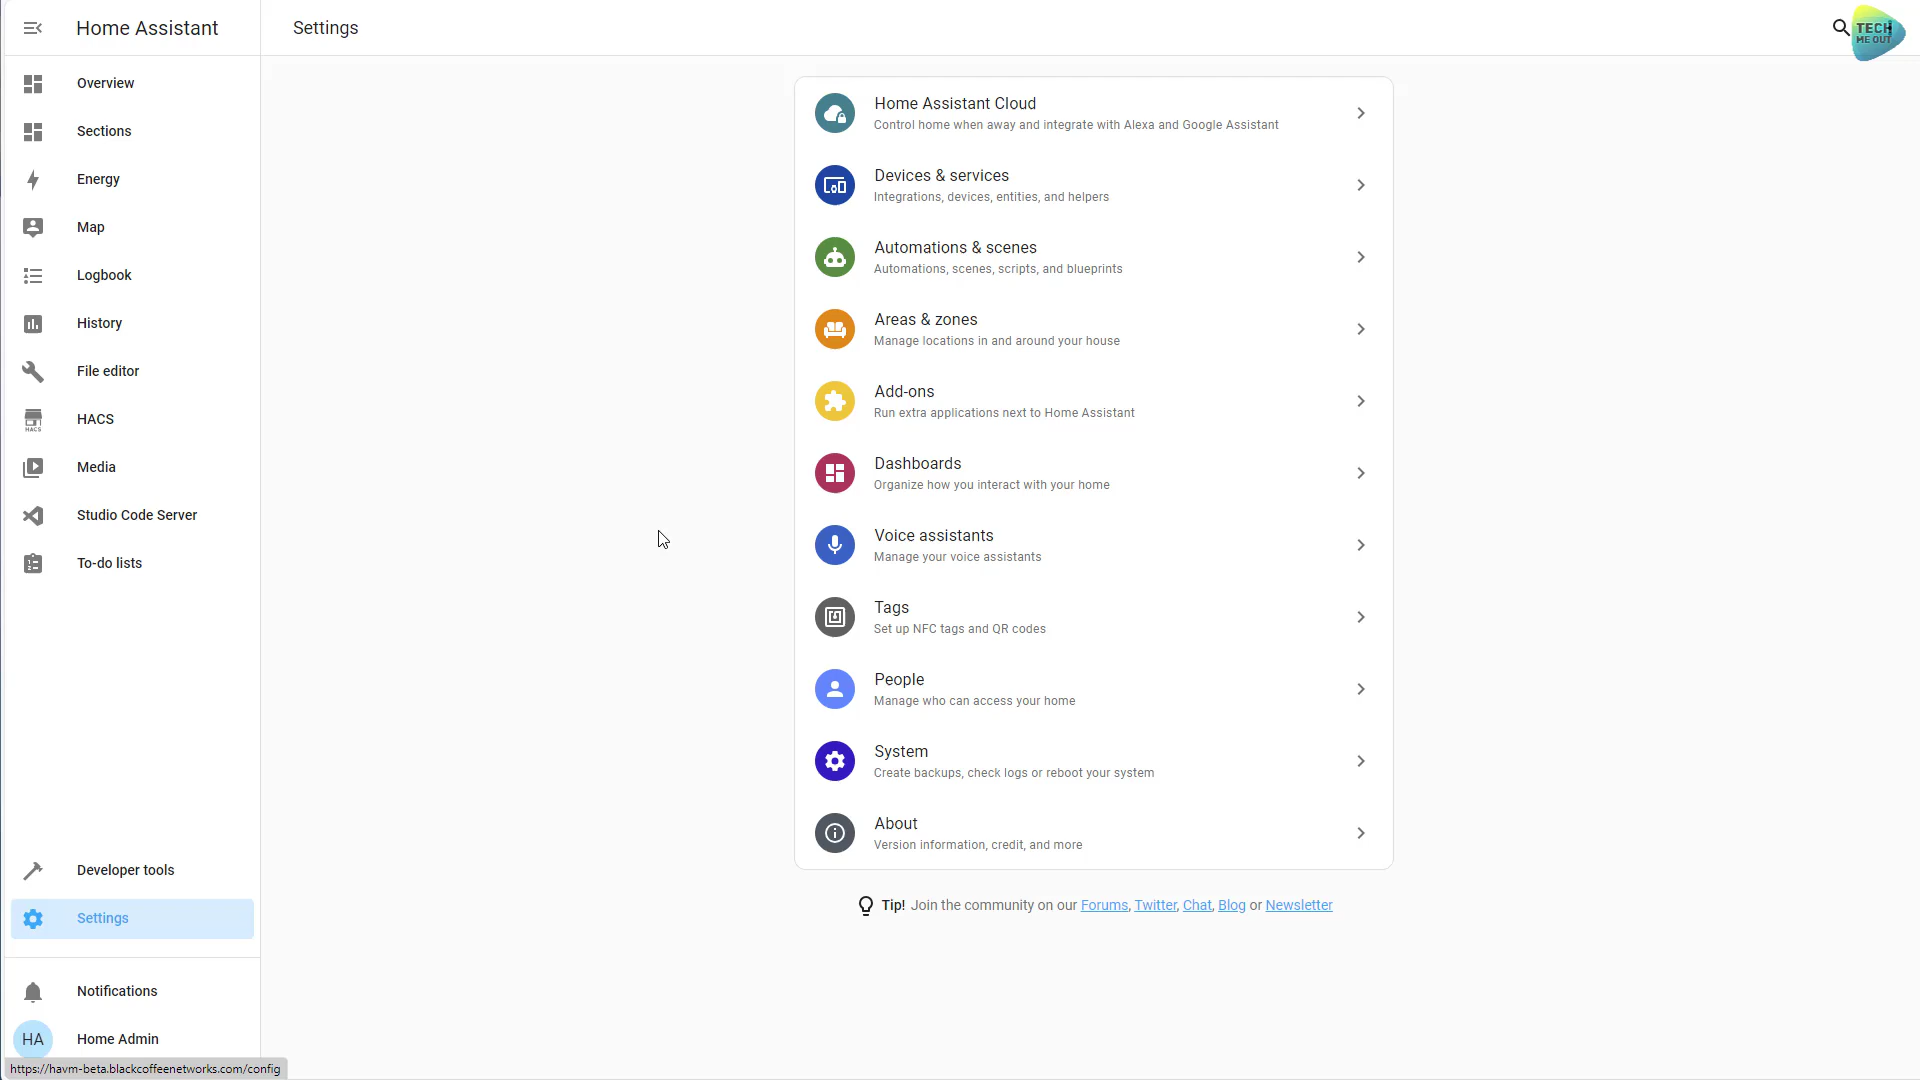 Home Assistant
Settings
TECH
ME OUT
Overview
Sections
Energy
Map
Logbook
History
File editor
HACS
HACS
Media
Studio Code Server
To-do lists
Developer tools
Settings
Notifications
HA
Home Admin
https://havm-beta.blackcoffeenetworks.com/config
Home Assistant Cloud
Control home when away and integrate with Alexa and Google Assistant
Devices & services
Integrations, devices, entities, and helpers
Automations & scenes
Automations, scenes, scripts, and blueprints
Areas & zones
Manage locations in and around your house
Add-ons
Run extra applications next to Home Assistant
Dashboards
Organize how you interact with your home
Voice assistants
Manage your voice assistants
Tags
Set up NFC tags and QR codes
People
Manage who can access your home
System
Create backups, check logs or reboot your system
About
Version information, credit, and more
Tip! Join the community on our Forums, Twitter, Chat, Blog or Newsletter